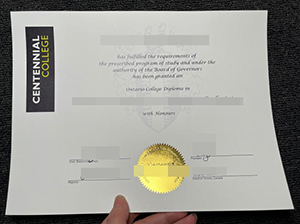 CENTENNIAL
COLLEGE
has fulfilled the requirements of
the prescribed program of study and under the
authority of the Board of Governors
has been granted an
Ontario College Diploma in
with Honours